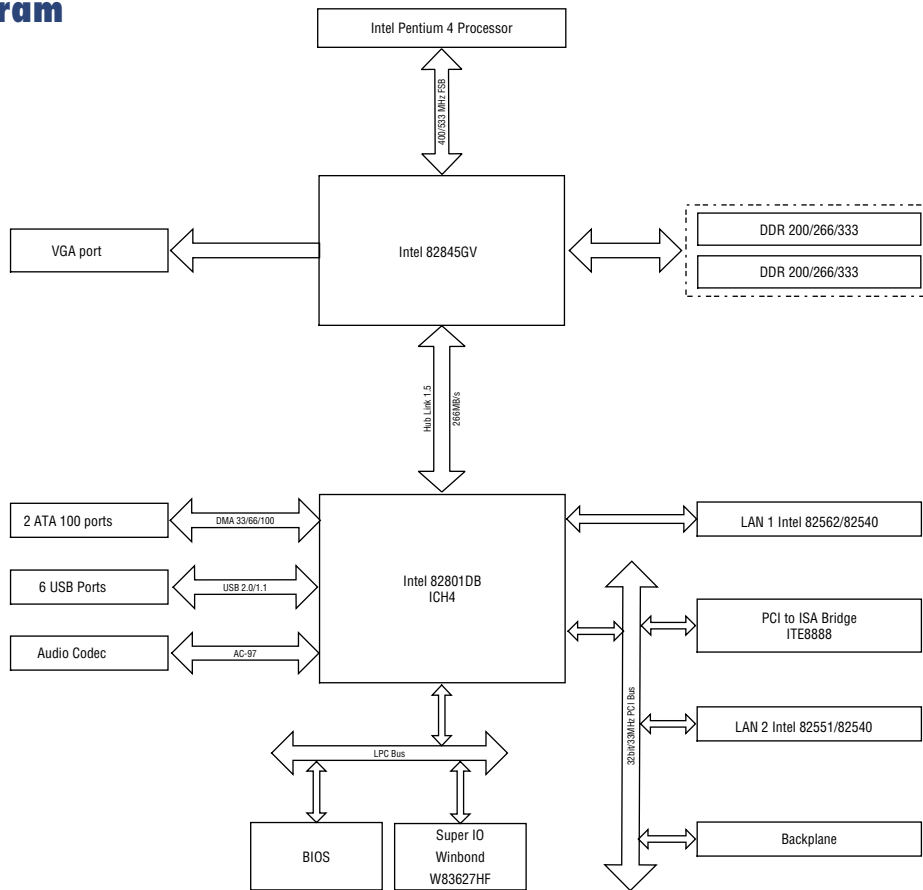 ram
Intel Pentium 4 Processor
400/533 MHz FSB
VGA port
Intel 82845GV
DDR 200/266/333
DDR 200/266/333
Hub Link 1.5
266MB/s
2 ATA 100 ports
DMA 33/66/100
LAN 1 Intel 82562/82540
6 USB Ports
USB 2.0/1.1
Intel 82801DB
ICH4
PCI to ISA Bridge
ITE8888
Audio Codec
AC-97
32bit/33MHz PCI Bus
LAN 2 Intel 82551/82540
LPC Bus
BIOS
Super IO
Winbond
W83627HF
Backplane